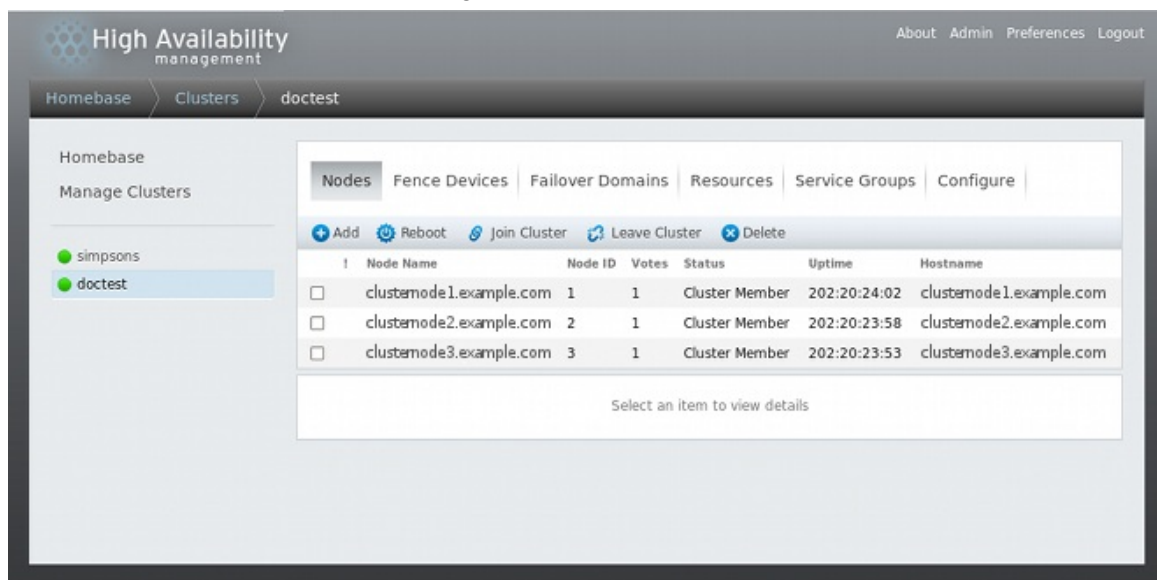 High Availability
management
About Admin Preferences Logout
Homebase Clusters doctest
Homebase
Manage Clusters
simpsons
doctest
Nodes Fence Devices Failover Domains Resources Service Groups Configure
Add Reboot Join Cluster Leave Cluster Delete
! Node Name Node ID Votes Status Uptime Hostname
clusternode1.example.com 1 1 Cluster Member 202:20:24:02 clusternode1.example.com
clusternode2.example.com 2 1 Cluster Member 202:20:23:58 clusternode2.example.com
clusternode3.example.com 3 1 Cluster Member 202:20:23:53 clusternode3.example.com
Select an item to view details